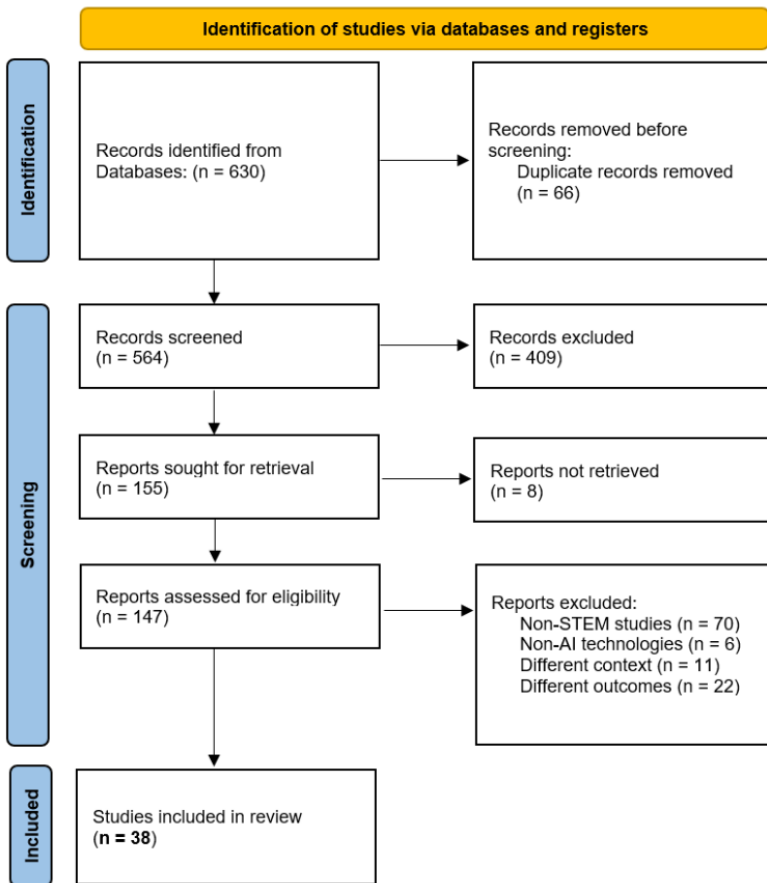 Identification of studies via databases and registers
Identification
Records identified from
Databases: (n = 630)
Records removed before
screening:
Duplicate records removed
(n = 66)
Screening
Records screened
(n = 564)
Records excluded
(n = 409)
Reports sought for retrieval
(n = 155)
Reports not retrieved
(n = 8)
Reports assessed for eligibility
(n = 147)
Reports excluded:
Non-STEM studies (n = 70)
Non-AI technologies (n = 6)
Different context (n = 11)
Different outcomes (n = 22)
Included
Studies included in review
(n = 38)